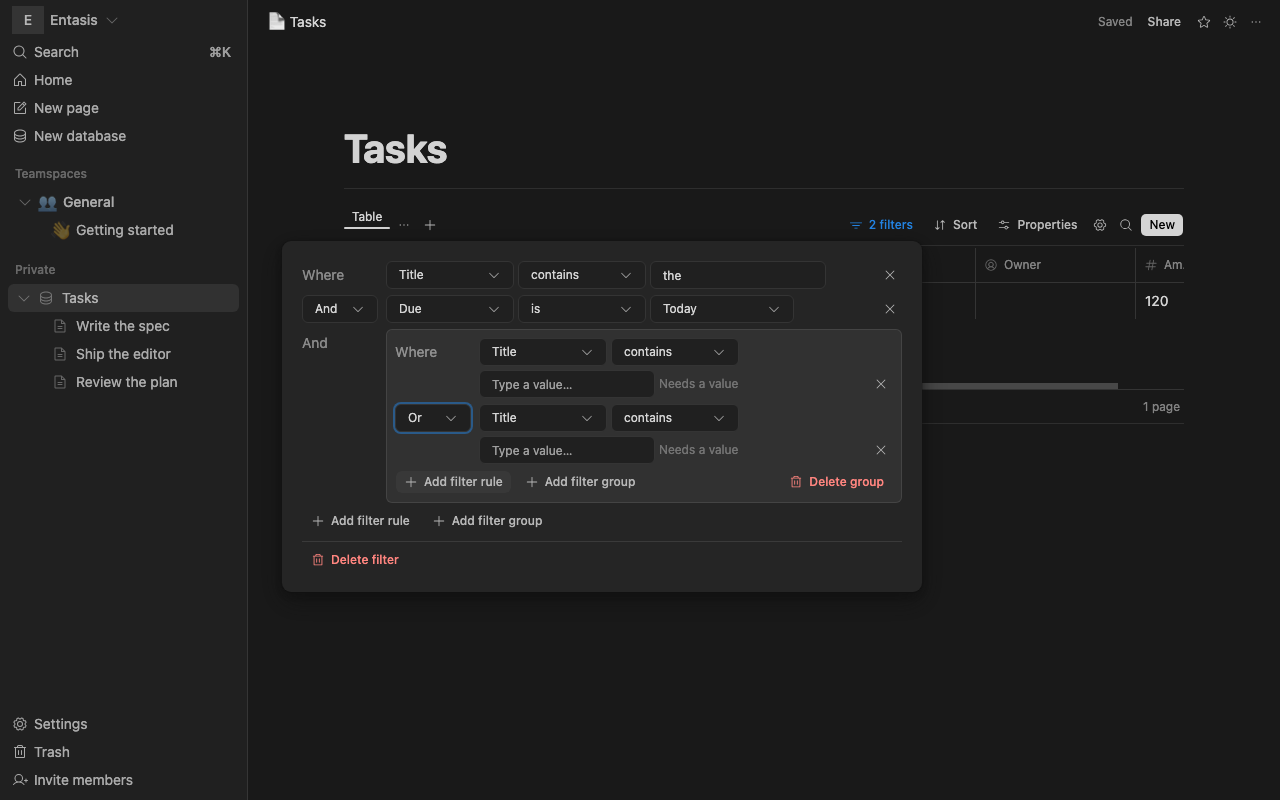 E Entasis
Search ⌘K
Home
New page
New database
Teamspaces
General
Getting started
Private
Tasks
Write the spec
Ship the editor
Review the plan
Settings
Trash
Invite members
Tasks Saved Share
Tasks
Table 2 filters Sort Properties New
Owner # Am
120
1 page
Where Title contains the
And Due is Today
And Where Title contains
Type a value... Needs a value
Or Title contains
Type a value... Needs a value
Add filter rule Add filter group Delete group
Add filter rule Add filter group
Delete filter